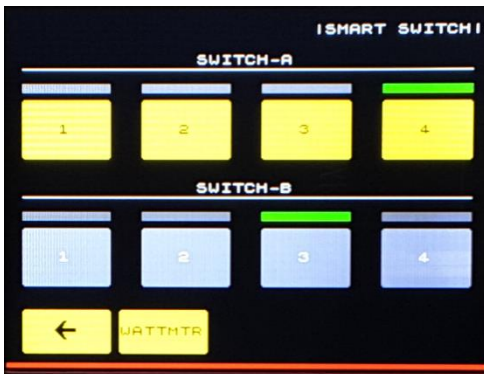 |SMART SWITCH|
SWITCH-A
1 2 3 4
SWITCH-B
1 2 3 4
← WATTMTR